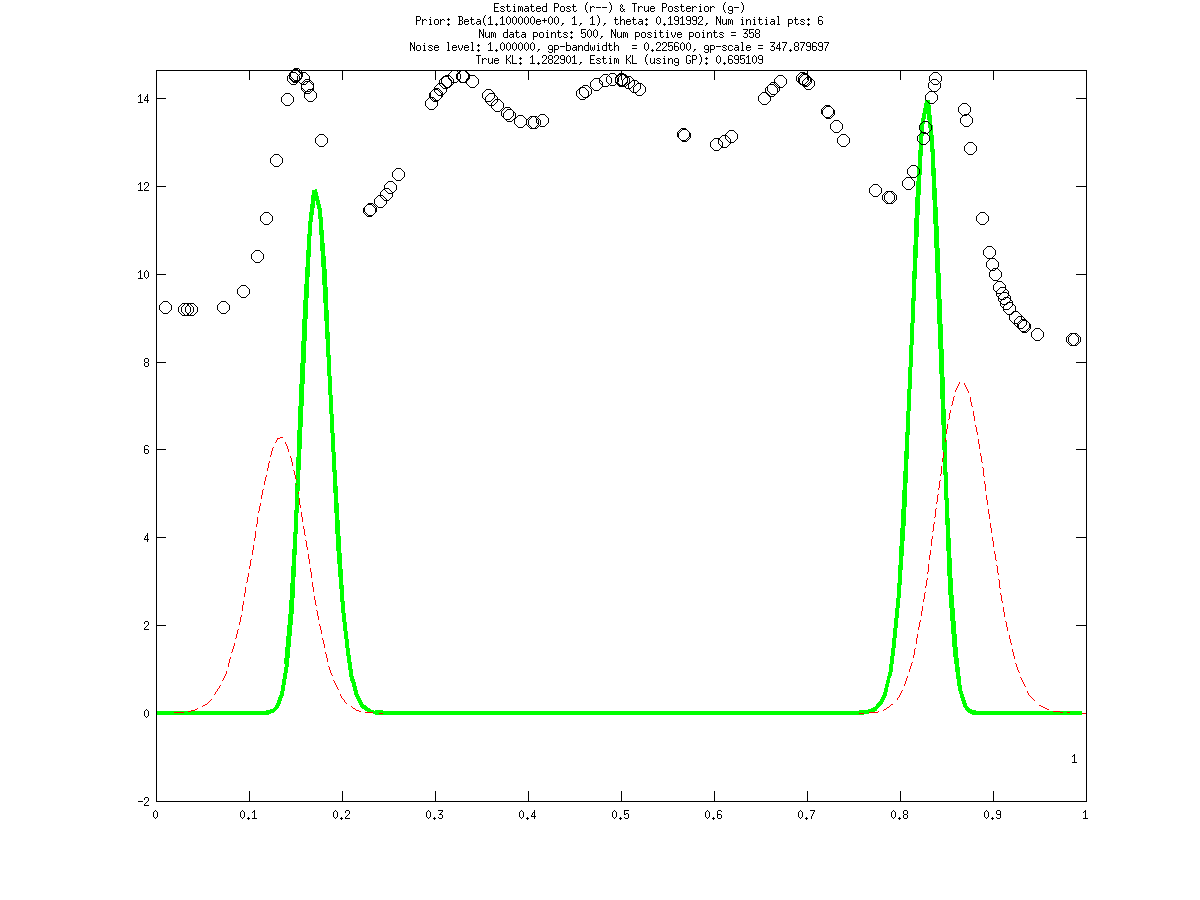 Estimated Post (r--) & True Posterior (g-)
Prior: Beta(1.100000e+00, 1, 1), theta: 0.191992, Num initial pts: 6
Num data points: 500, Num positive points = 358
Noise level: 1.000000, gp-bandwidth  = 0.225600, gp-scale = 347.879697
True KL: 1.282901, Estim KL (using GP): 0.695109
14
12
10
8
6
4
2
0
1
-2
0 0.1 0.2 0.3 0.4 0.5 0.6 0.7 0.8 0.9 1